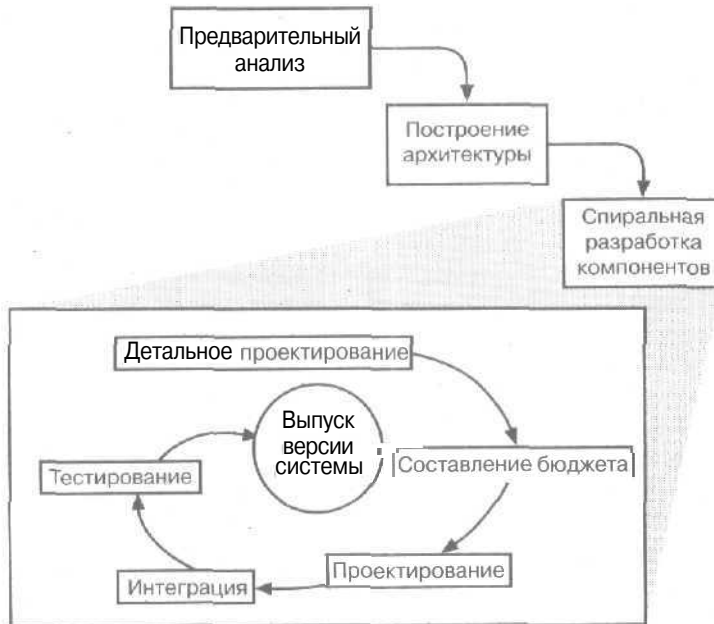 Предварительный
анализ
Построение
архитектуры
Спиральная
разработка
компонентов
Детальное проектирование
Выпуск
версии
системы
Составление бюджета
Тестирование
Проектирование
Интеграция